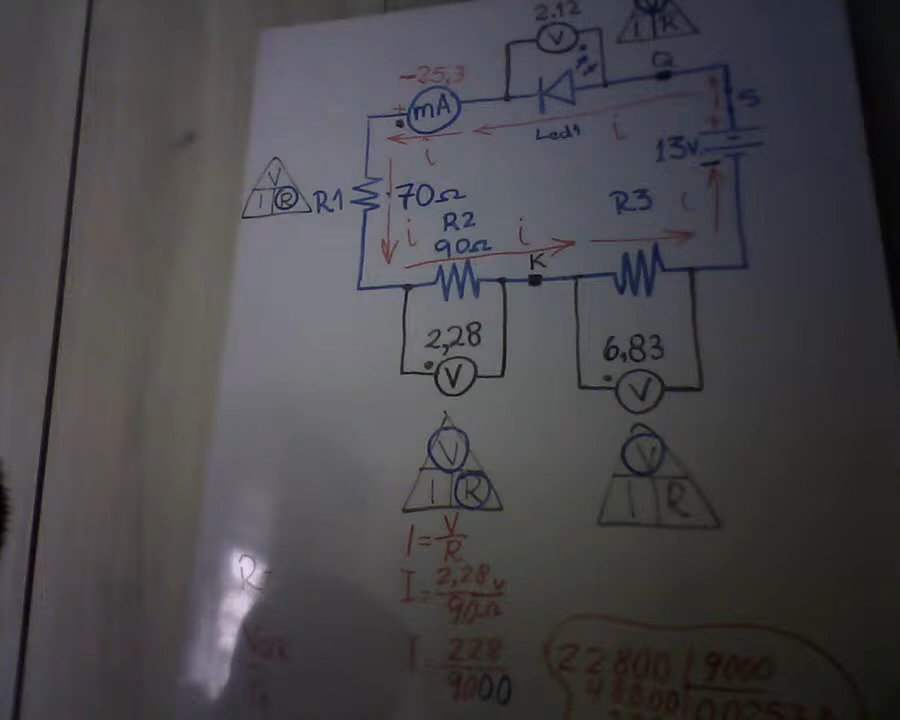 2.12
V
I R
-25,3
+
mA
Q
S
Led1
i
i
13v
V
I R
R1
70Ω
R3
i
i
R2
90Ω
i
K
2,28
6,83
V
V
V
I R
V
I R
I=V/R
R
I=2,28v/90Ω
I=228/9000
22800 9000
48000